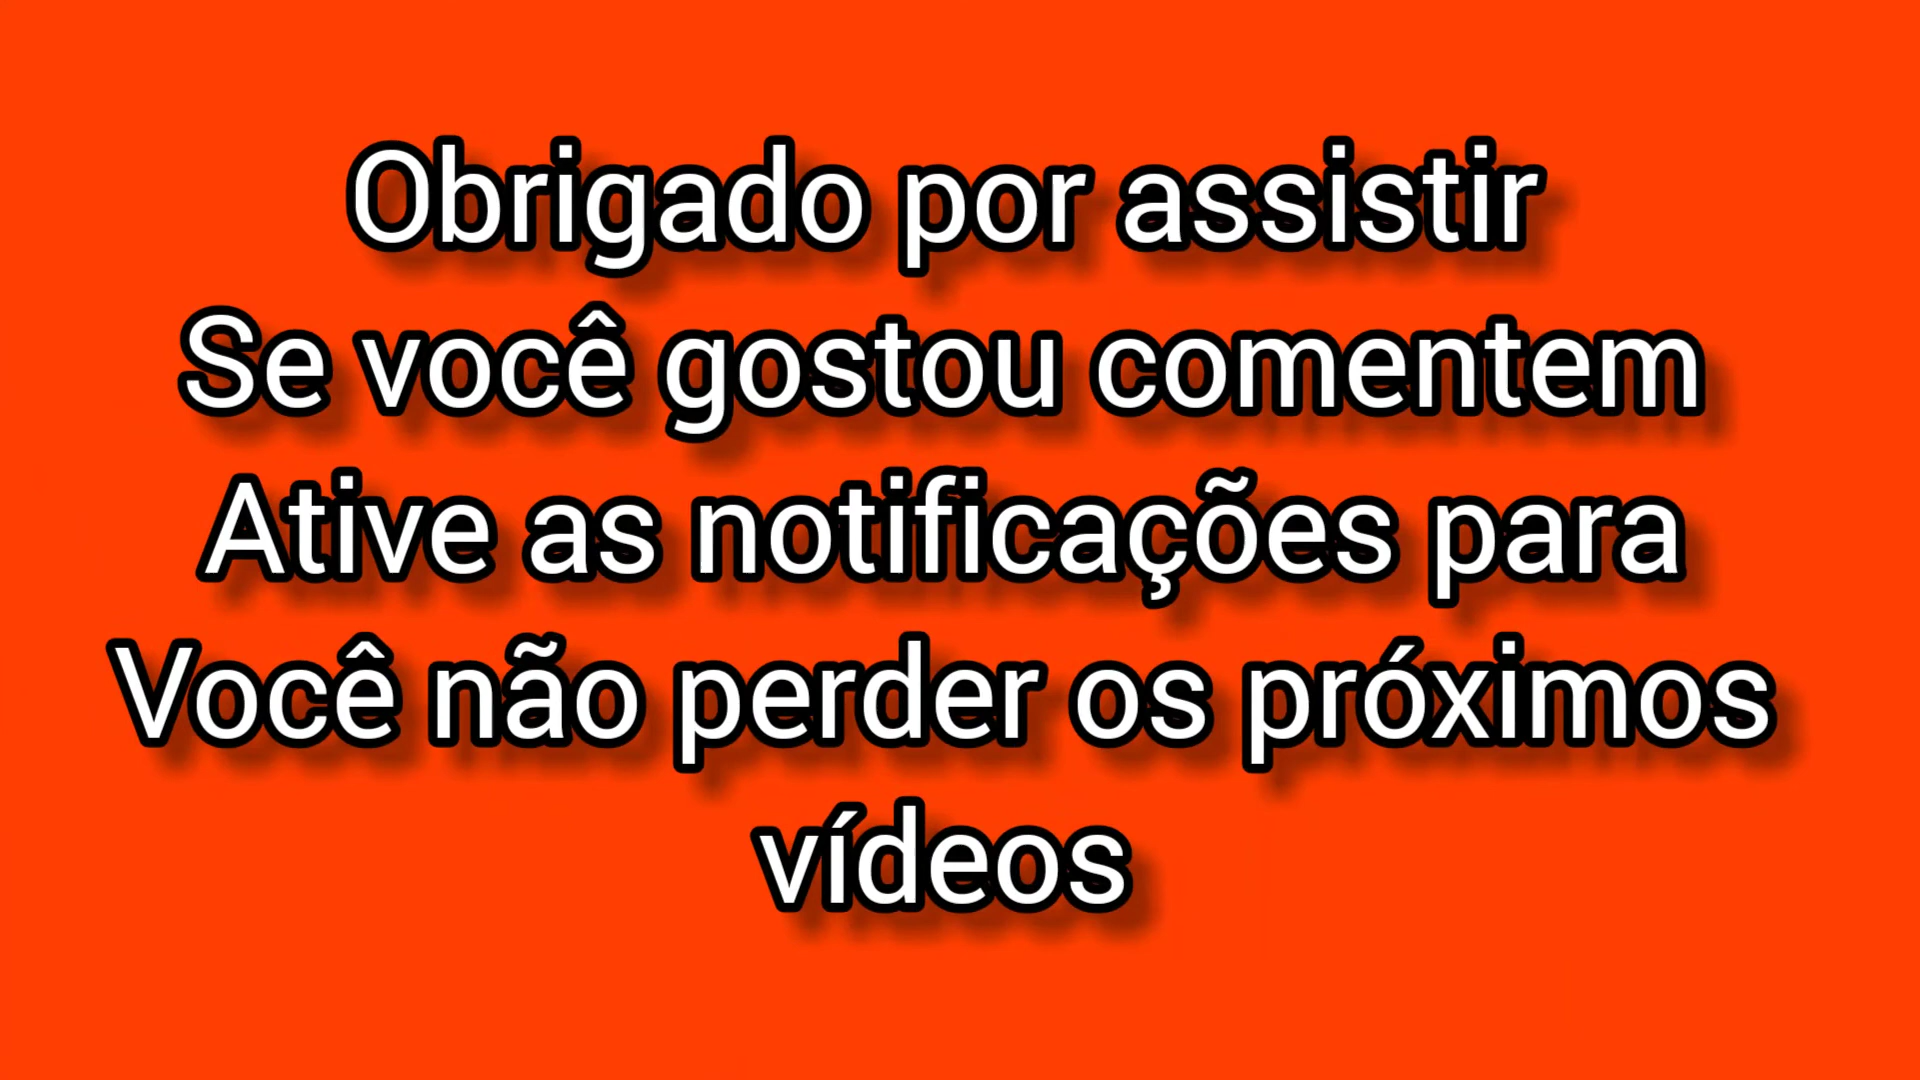 Obrigado por assistir
Se você gostou comentem
Ative as notificações para
Você não perder os próximos
vídeos